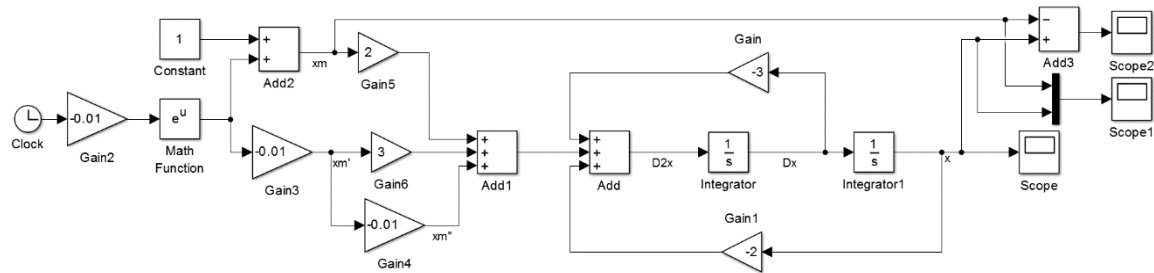 1
Constant
+
+
Add2
xm
2
Gain5
Gain
-3
−
+
Add3
Scope2
Clock
-0.01
Gain2
e^u
Math
Function
-0.01
Gain3
xm'
3
Gain6
-0.01
Gain4
xm"
+
+
+
Add1
+
+
+
Add
D2x
1
s
Integrator
Dx
1
s
Integrator1
x
Scope
Scope1
Gain1
-2